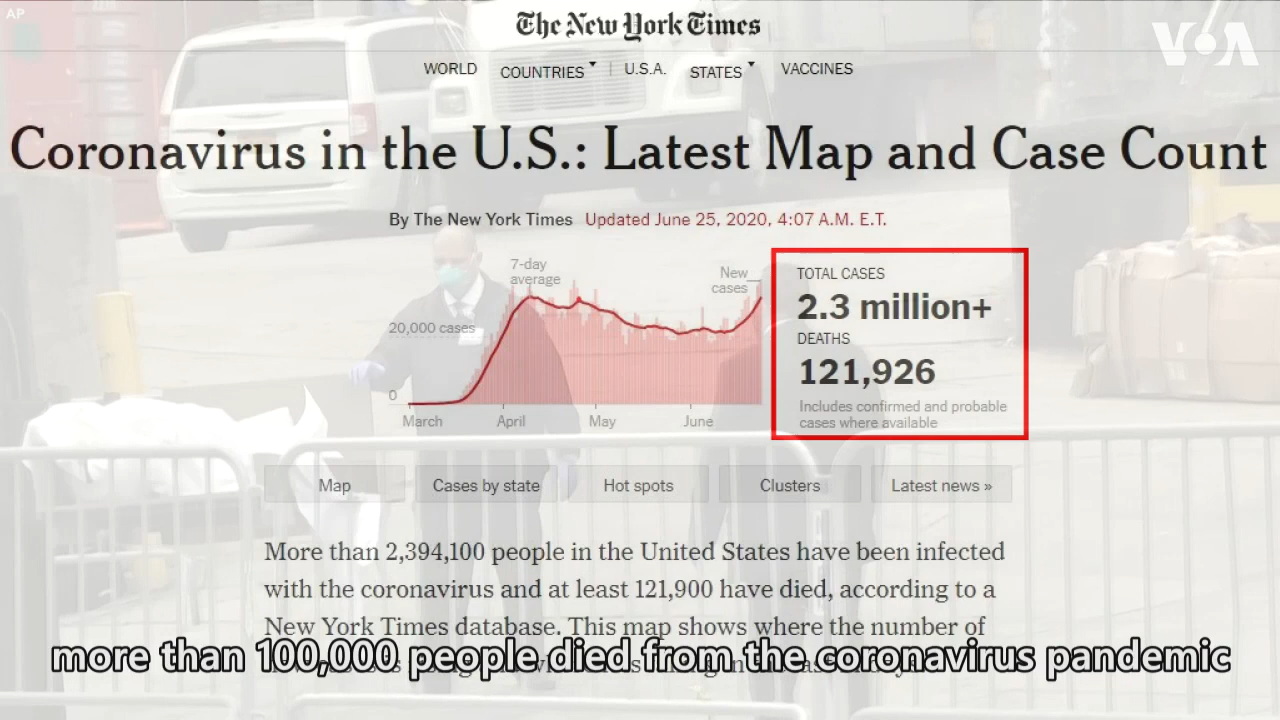 AP
The New York Times
VOA
WORLD COUNTRIES U.S.A. STATES VACCINES
Coronavirus in the U.S.: Latest Map and Case Count
By The New York Times Updated June 25, 2020, 4:07 A.M. E.T.
7-day
average
New
cases
20,000 cases
0
March April May June
TOTAL CASES
2.3 million+
DEATHS
121,926
Includes confirmed and probable
cases where available
Map Cases by state Hot spots Clusters Latest news »
More than 2,394,100 people in the United States have been infected
with the coronavirus and at least 121,900 have died, according to a
New York Times database. This map shows where the number of
more than 100,000 people died from the coronavirus pandemic